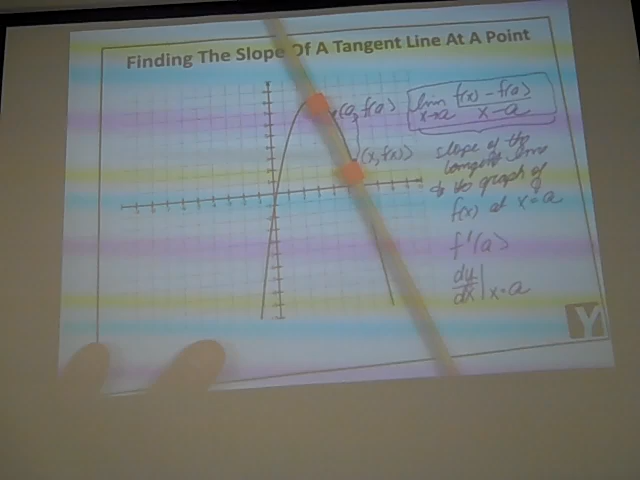 Finding The Slope Of A Tangent Line At A Point
(a, f(a))
(x, f(x))
lim x→a f(x) - f(a) / x - a
slope of the
tangent line
to the graph of
f(x) at x = a
f'(a)
dy/dx | x = a
Y